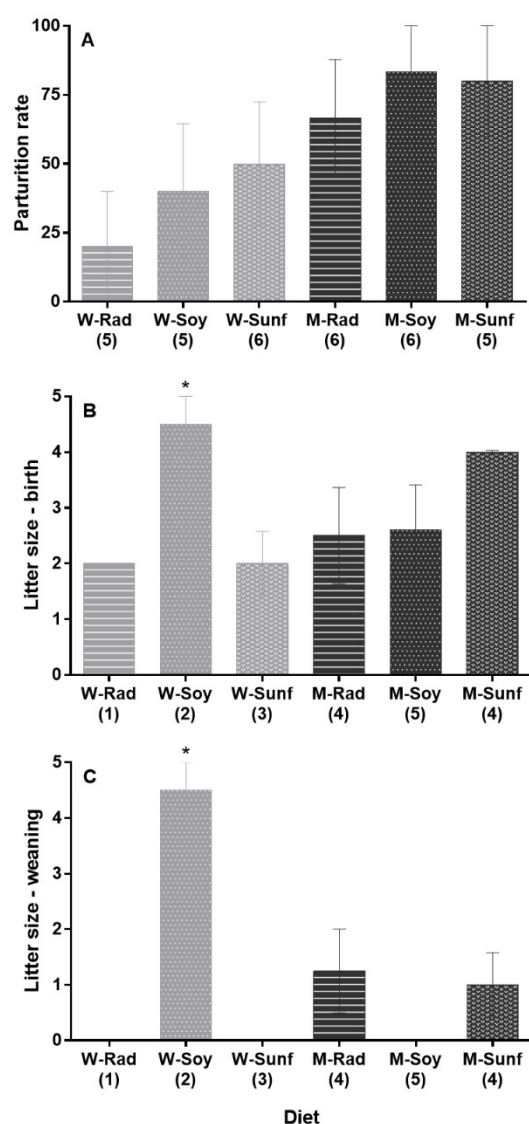 A
Parturition rate
100
75
50
25
0
W-Rad W-Soy W-Sunf M-Rad M-Soy M-Sunf
(5) (5) (6) (6) (6) (5)
B
*
Litter size - birth
5
4
3
2
1
0
W-Rad W-Soy W-Sunf M-Rad M-Soy M-Sunf
(1) (2) (3) (4) (5) (4)
C
*
Litter size - weaning
5
4
3
2
1
0
W-Rad W-Soy W-Sunf M-Rad M-Soy M-Sunf
(1) (2) (3) (4) (5) (4)
Diet